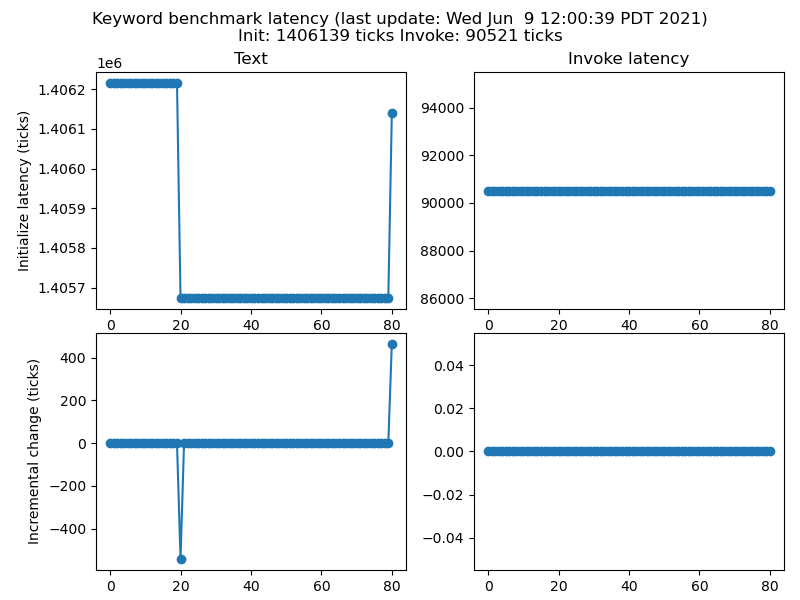 Keyword benchmark latency (last update: Wed Jun  9 12:00:39 PDT 2021)
Init: 1406139 ticks Invoke: 90521 ticks
Text
1e6
Initialize latency (ticks)
1.4062
1.4061
1.4060
1.4059
1.4058
1.4057
0 20 40 60 80
Invoke latency
94000
92000
90000
88000
86000
0 20 40 60 80
Incremental change (ticks)
400
200
0
−200
−400
0 20 40 60 80
0.04
0.02
0.00
−0.02
−0.04
0 20 40 60 80